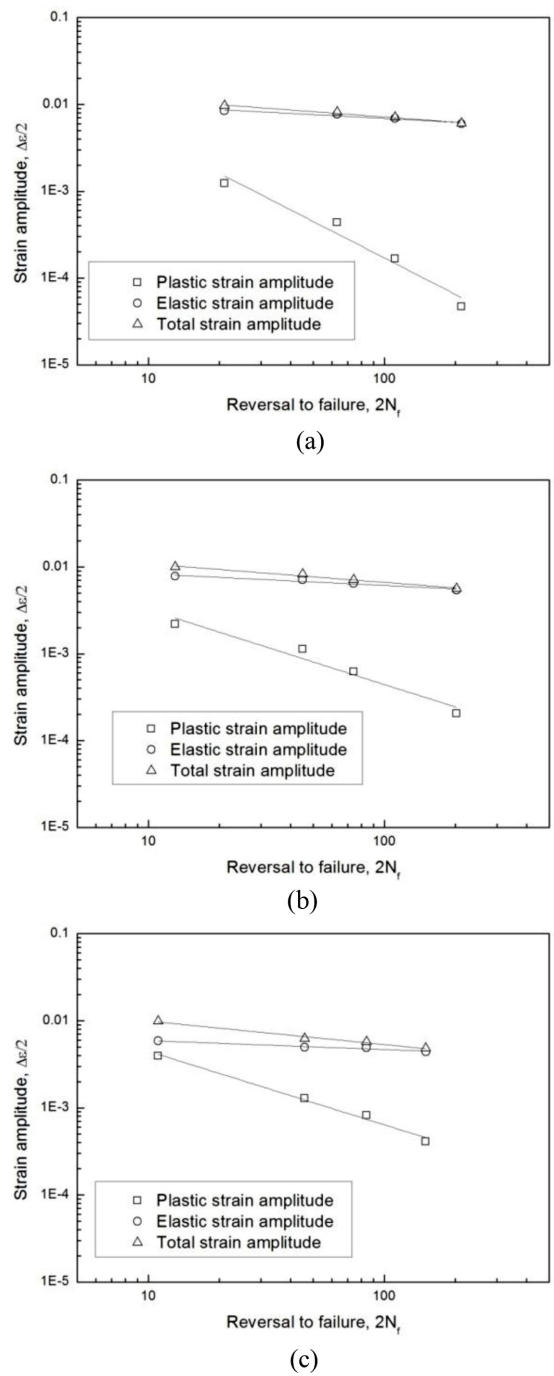 0.1
0.01
1E-3
1E-4
1E-5
Strain amplitude, Δε/2
Plastic strain amplitude
Elastic strain amplitude
Total strain amplitude
10
100
Reversal to failure, 2Nf
(a)
0.1
0.01
1E-3
1E-4
1E-5
Strain amplitude, Δε/2
Plastic strain amplitude
Elastic strain amplitude
Total strain amplitude
10
100
Reversal to failure, 2Nf
(b)
0.1
0.01
1E-3
1E-4
1E-5
Strain amplitude, Δε/2
Plastic strain amplitude
Elastic strain amplitude
Total strain amplitude
10
100
Reversal to failure, 2Nf
(c)